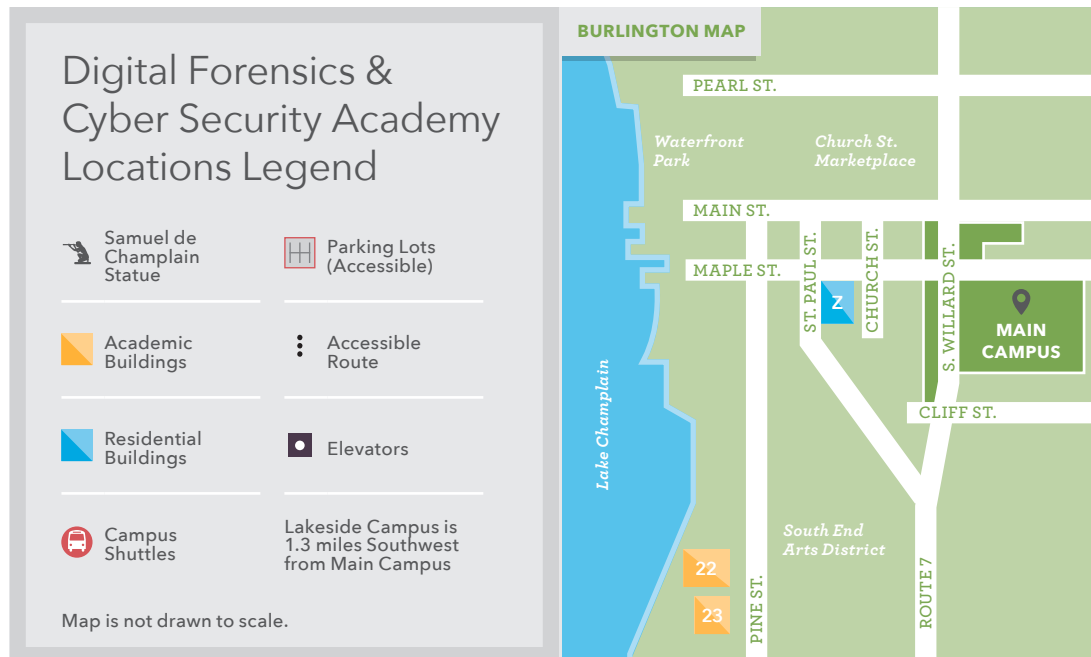 Digital Forensics &
Cyber Security Academy
Locations Legend
Samuel de
Champlain
Statue
Parking Lots
(Accessible)
Academic
Buildings
Accessible
Route
Residential
Buildings
Elevators
Campus
Shuttles
Lakeside Campus is
1.3 miles Southwest
from Main Campus
Map is not drawn to scale.
BURLINGTON MAP
PEARL ST.
Waterfront
Park
Church St.
Marketplace
MAIN ST.
MAPLE ST.
ST. PAUL ST.
Z
CHURCH ST.
S. WILLARD ST.
MAIN
CAMPUS
CLIFF ST.
Lake Champlain
South End
Arts District
22
23
PINE ST.
ROUTE 7